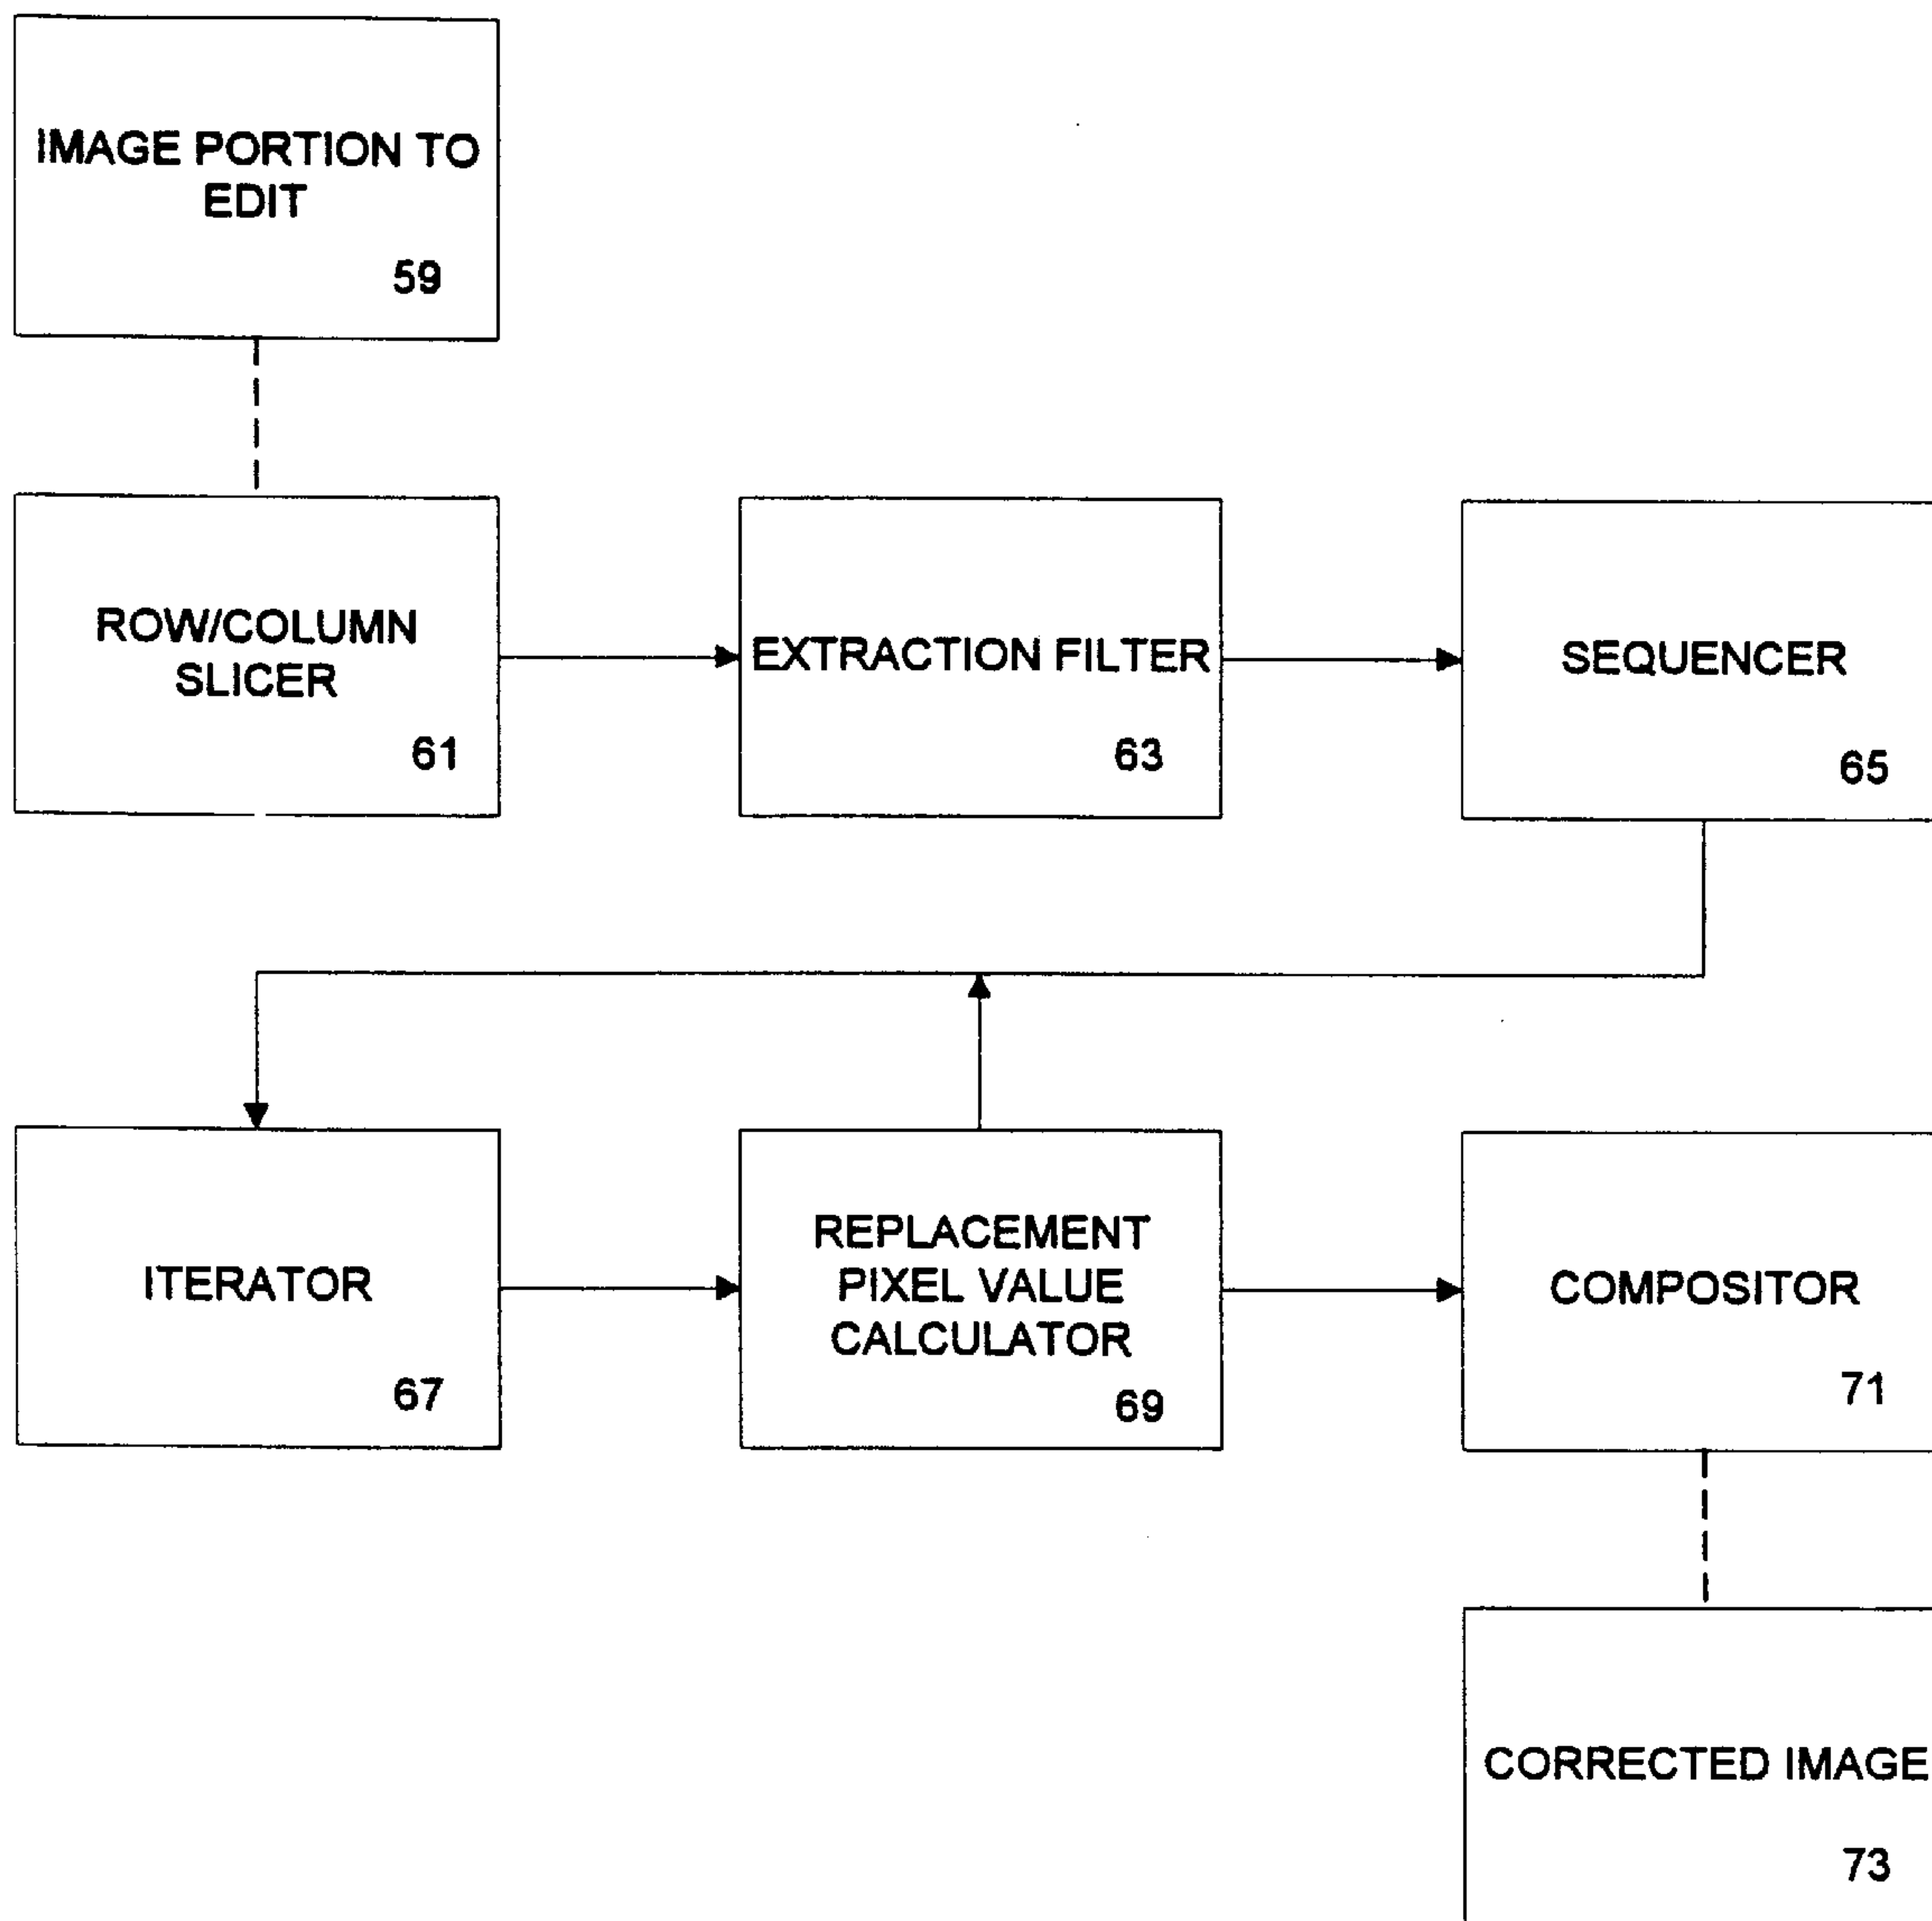 IMAGE PORTION TO
EDIT
59
ROW/COLUMN
SLICER
61
EXTRACTION FILTER
63
SEQUENCER
65
ITERATOR
67
REPLACEMENT
PIXEL VALUE
CALCULATOR
69
COMPOSITOR
71
CORRECTED IMAGE
73